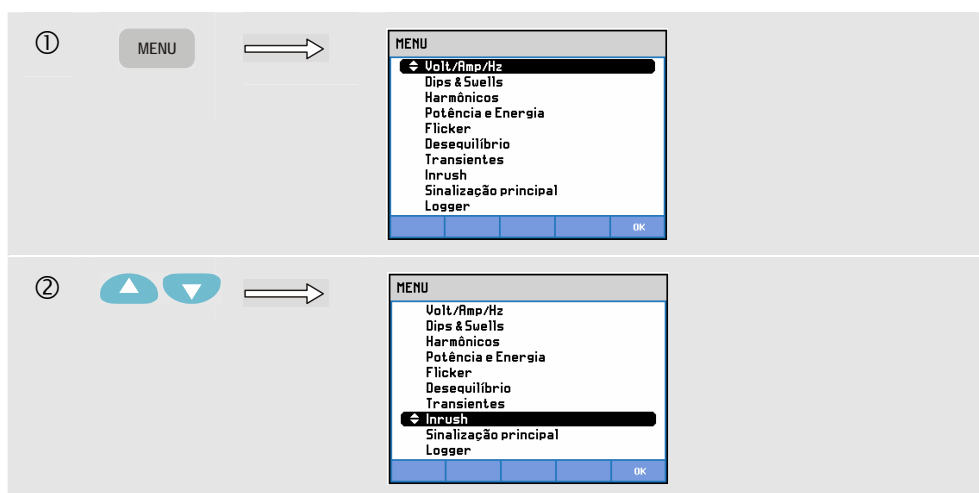 ①
MENU
MENU
Volt/Amp/Hz
Dips & Swells
Harmônicos
Potência e Energia
Flicker
Desequilíbrio
Transientes
Inrush
Sinalização principal
Logger
OK
②
MENU
Volt/Amp/Hz
Dips & Swells
Harmônicos
Potência e Energia
Flicker
Desequilíbrio
Transientes
Inrush
Sinalização principal
Logger
OK